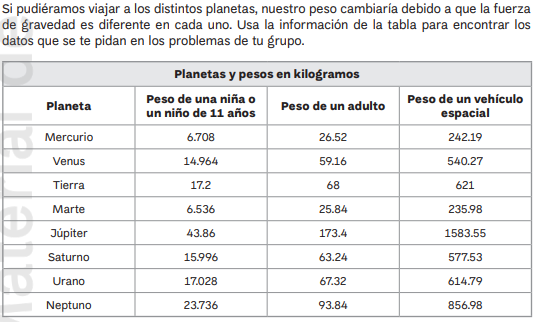 Si pudiéramos viajar a los distintos planetas, nuestro peso cambiaría debido a que la fuerza
de gravedad es diferente en cada uno. Usa la información de la tabla para encontrar los
datos que se te pidan en los problemas de tu grupo.
Planetas y pesos en kilogramos
Planeta Peso de una niña o un niño de 11 años Peso de un adulto Peso de un vehículo espacial
Mercurio 6.708 26.52 242.19
Venus 14.964 59.16 540.27
Tierra 17.2 68 621
Marte 6.536 25.84 235.98
Júpiter 43.86 173.4 1583.55
Saturno 15.996 63.24 577.53
Urano 17.028 67.32 614.79
Neptuno 23.736 93.84 856.98
material de